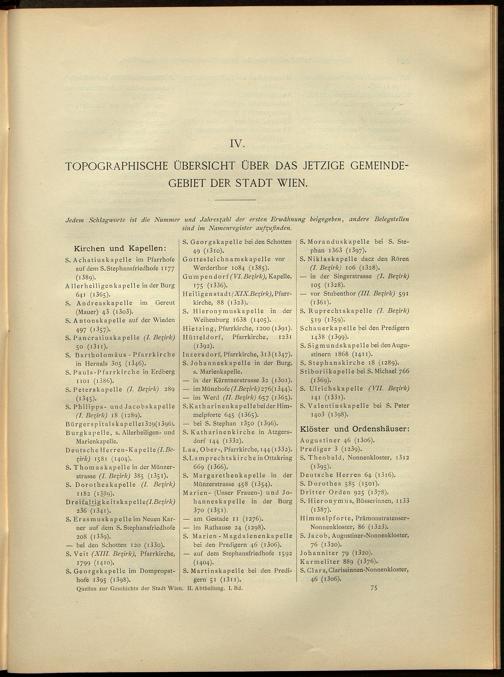 IV.
TOPOGRAPHISCHE ÜBERSICHT ÜBER DAS JETZIGE GEMEINDE-
GEBIET DER STADT WIEN.
Jedem Schlagworte ist die Nummer und Jahreszahl der ersten Erwähnung beigegeben, andere Belegstellen
sind im Namenregister aufzufinden.
Kirchen und Kapellen:
S. Achatiuskapelle im Pfarrhofe
auf dem S. Stephansfriedhofe 1177
(1389).
Allerheiligenkapelle in der Burg
641 (1365).
S. Andreaskapelle im Gereut
(Mauer) 43 (1303).
S. Antonskapelle auf der Wieden
497 (1357).
S. Pancratiuskapelle (I. Bezirk)
50 (1311).
S. Bartholomäus-Pfarrkirche
in Hernals 305 (1346).
S. Pauls-Pfarrkirche in Erdberg
1101 (1386).
S. Peterskapelle (I. Bezirk) 289
(1345).
S. Philipps- und Jacobskapelle
(I. Bezirk) 18 (1289).
Bürgerspitalskapelle 1329 (1396).
Burgkapelle, s. Allerheiligen- und
Marienkapelle.
Deutsche Herren-Kapelle (I. Be-
zirk) 1581 (1404).
S. Thomaskapelle in der Münzer-
strasse (I. Bezirk) 385 (1351).
S. Dorotheakapelle (I. Bezirk)
1182 (1389).
Dreifaltigkeitskapelle (I. Bezirk)
236 (1341).
S. Erasmuskapelle im Neuen Kar-
ner auf dem S. Stephansfriedhofe
208 (1339).
— bei den Schotten 120 (1330).
S. Veit (XIII. Bezirk), Pfarrkirche,
1799 (1410).
S. Georgskapelle im Dompropst-
hofe 1395 (1398).
S. Georgskapelle bei den Schotten
49 (1310).
Gottesleichnamskapelle vor
Werderthor 1084 (1385).
Gumpendorf (VI. Bezirk), Kapelle,
175 (1336).
Heiligenstadt (XIX. Bezirk), Pfarr-
kirche, 88 (1323).
S. Hieronymuskapelle in der
Weihenburg 1638 (1405).
Hietzing, Pfarrkirche, 1200 (1391).
Hütteldorf, Pfarrkirche, 1231
(1392).
Inzersdorf, Pfarrkirche, 313 (1347).
S. Johanneskapelle in der Burg,
s. Marienkapelle.
— in der Kärntnerstrasse 32 (1301).
— im Münzhofe (I. Bezirk) 276 (1344).
— im Werd (II. Bezirk) 657 (1365).
S. Katharinenkapelle bei der Him-
melpforte 645 (1365).
— bei S. Stephan 1350 (1396).
S. Katharinenkirche in Atzgers-
dorf 144 (1332).
Laa, Ober-, Pfarrkirche, 144 (1332).
S. Lamprechtskirche in Ottakring
669 (1366).
S. Margarethenkapelle in der
Münzerstrasse 458 (1354).
Marien- (Unser Frauen-) und Jo-
hanneskapelle in der Burg
370 (1351).
— am Gestade 11 (1276).
— im Rathause 24 (1298).
S. Marien-Magdalenenkapelle
bei den Predigern 46 (1306).
— auf dem Stephansfriedhofe 1592
(1404).
S. Martinskapelle bei den Predi-
gern 51 (1311).
S. Moranduskapelle bei S. Ste-
phan 1363 (1397).
S. Niklaskapelle datz den Rören
(I. Bezirk) 106 (1328).
— in der Singerstrasse (I. Bezirk)
105 (1328).
— vor Stubenthor (III. Bezirk) 591
(1361).
S. Ruprechtskapelle (I. Bezirk)
519 (1359).
Schauerkapelle bei den Predigern
1438 (1399).
S. Sigmundskapelle bei den Augu-
stinern 1868 (1411).
S. Stephanskirche 18 (1289).
Stiborilkapelle bei S. Michael 766
(1369).
S. Ulrichskapelle (VII. Bezirk)
141 (1331).
S. Valentinskapelle bei S. Peter
1403 (1398).
Klöster und Ordenshäuser:
Augustiner 46 (1306).
Prediger 3 (1239).
S. Theobald, Nonnenkloster, 1312
(1395).
Deutsche Herren 64 (1316).
S. Dorothea 385 (1501).
Dritter Orden 925 (1378).
S. Hieronymus, Büsserinnen, 1133
(1387).
Himmelpforte, Prämonstratenser-
Nonnenkloster, 86 (1323).
S. Jacob, Augustiner-Nonnenkloster,
76 (1320).
Johanniter 79 (1320).
Karmeliter 889 (1376).
S. Clara, Clarissinnen-Nonnenkloster,
46 (1306).
Quellen zur Geschichte der Stadt Wien. II. Abtheilung. I. Bd.
75